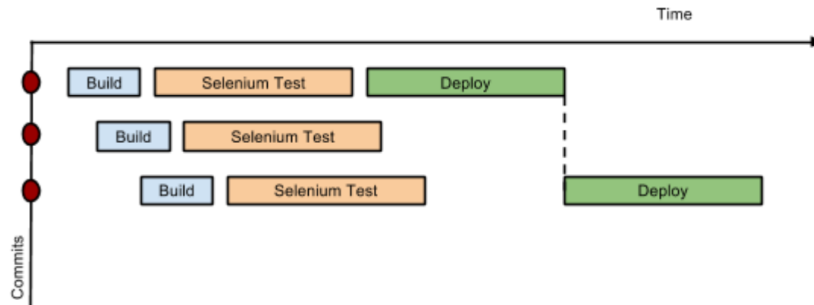 Time
Build Selenium Test Deploy
Build Selenium Test
Build Selenium Test Deploy
Commits